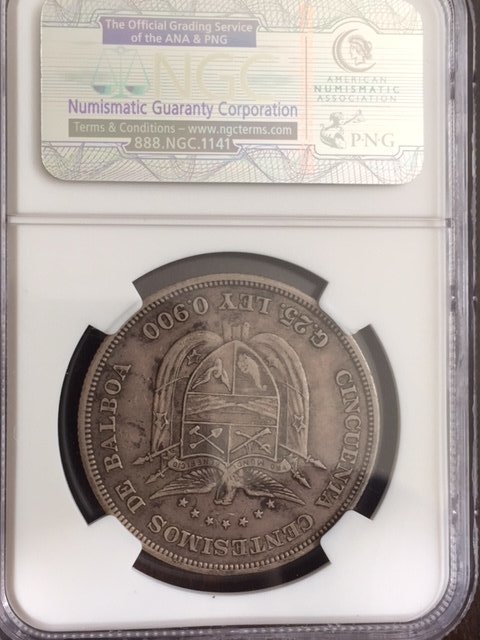 The Official Grading Service
of the ANA & PNG
NGC
Numismatic Guaranty Corporation
Terms & Conditions – www.ngcterms.com
888.NGC.1141
AMERICAN
NUMISMATIC
ASSOCIATION
PNG
CINCUENTA CENTESIMOS DE BALBOA
G.25. LEY 0.900